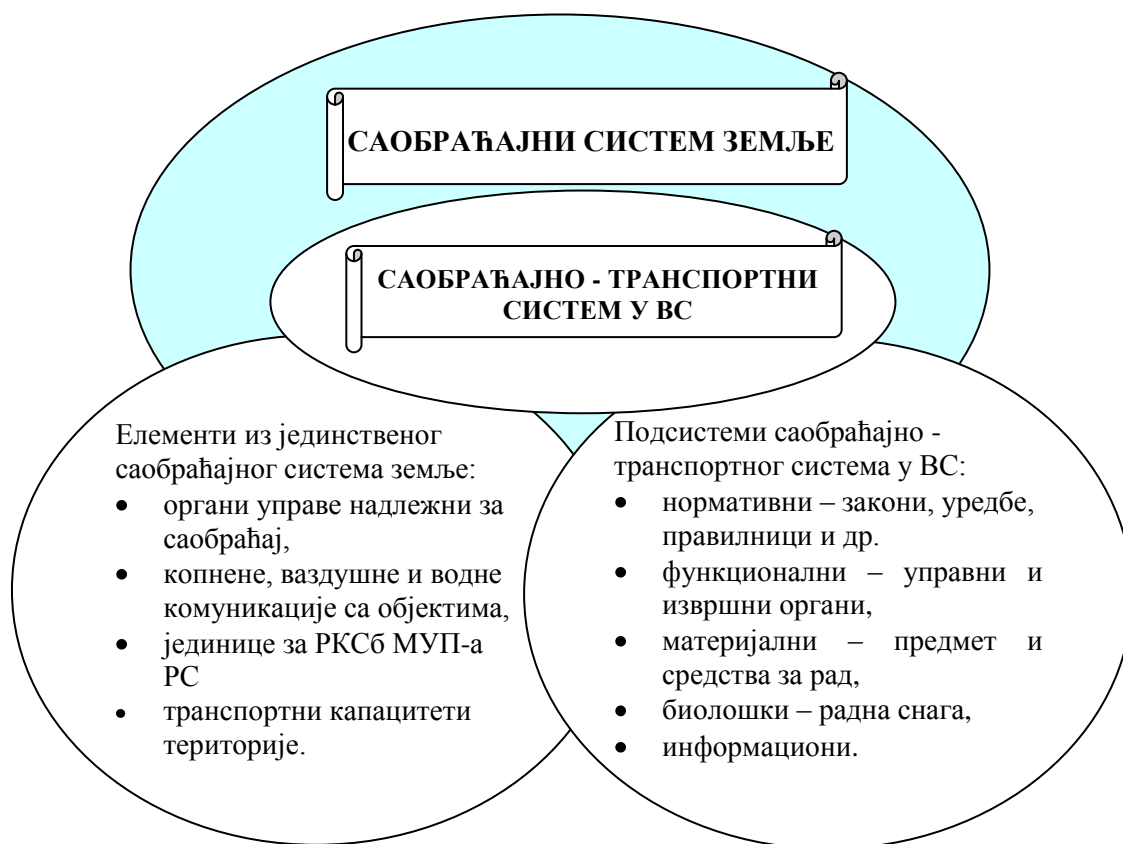 САОБРАЋАЈНИ СИСТЕМ ЗЕМЉЕ
САОБРАЋАЈНО - ТРАНСПОРТНИ
СИСТЕМ У ВС
Елементи из јединственог
саобраћајног система земље:
• органи управе надлежни за
саобраћај,
• копнене, ваздушне и водне
комуникације са објектима,
• јединице за РКСб МУП-а
РС
• транспортни капацитети
територије.
Подсистеми саобраћајно -
транспортног система у ВС:
• нормативни – закони, уредбе,
правилници и др.
• функционални – управни и
извршни органи,
• материјални – предмет и
средства за рад,
• биолошки – радна снага,
• информациони.